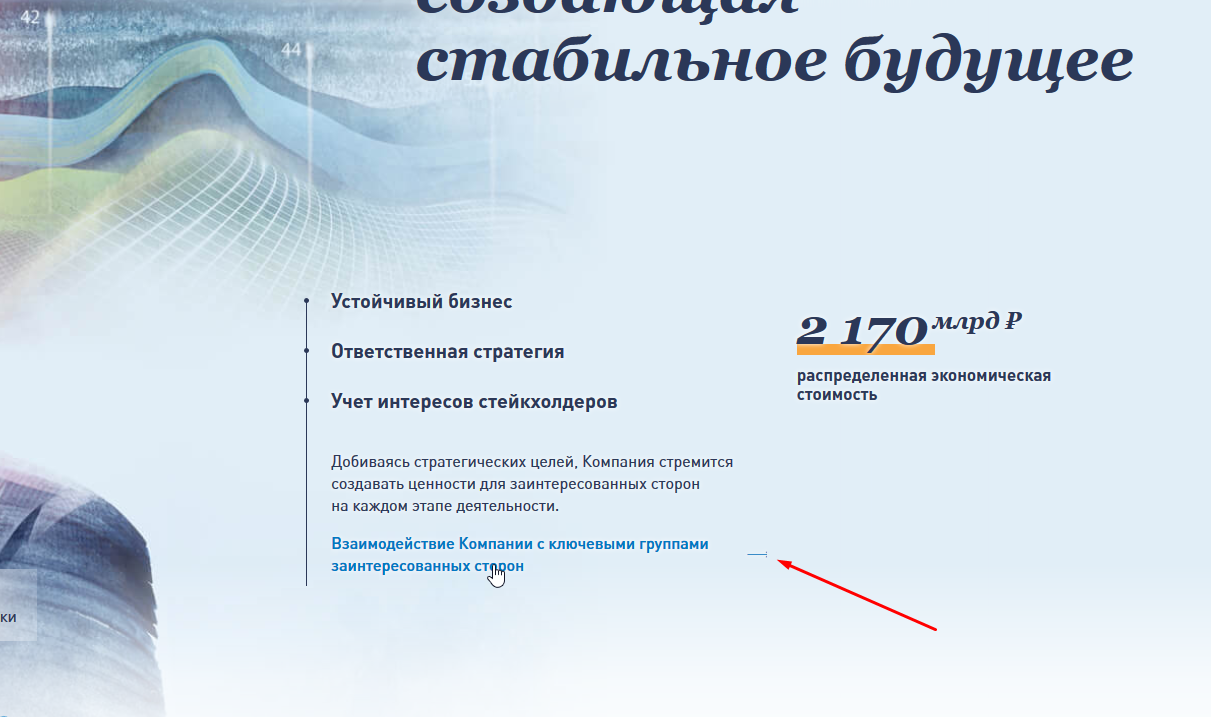 42
44
создающая
стабильное будущее
Устойчивый бизнес
Ответственная стратегия
Учет интересов стейкхолдеров
2 170 млрд ₽
распределенная экономическая
стоимость
Добиваясь стратегических целей, Компания стремится
создавать ценности для заинтересованных сторон
на каждом этапе деятельности.
Взаимодействие Компании с ключевыми группами
заинтересованных сторон
ки